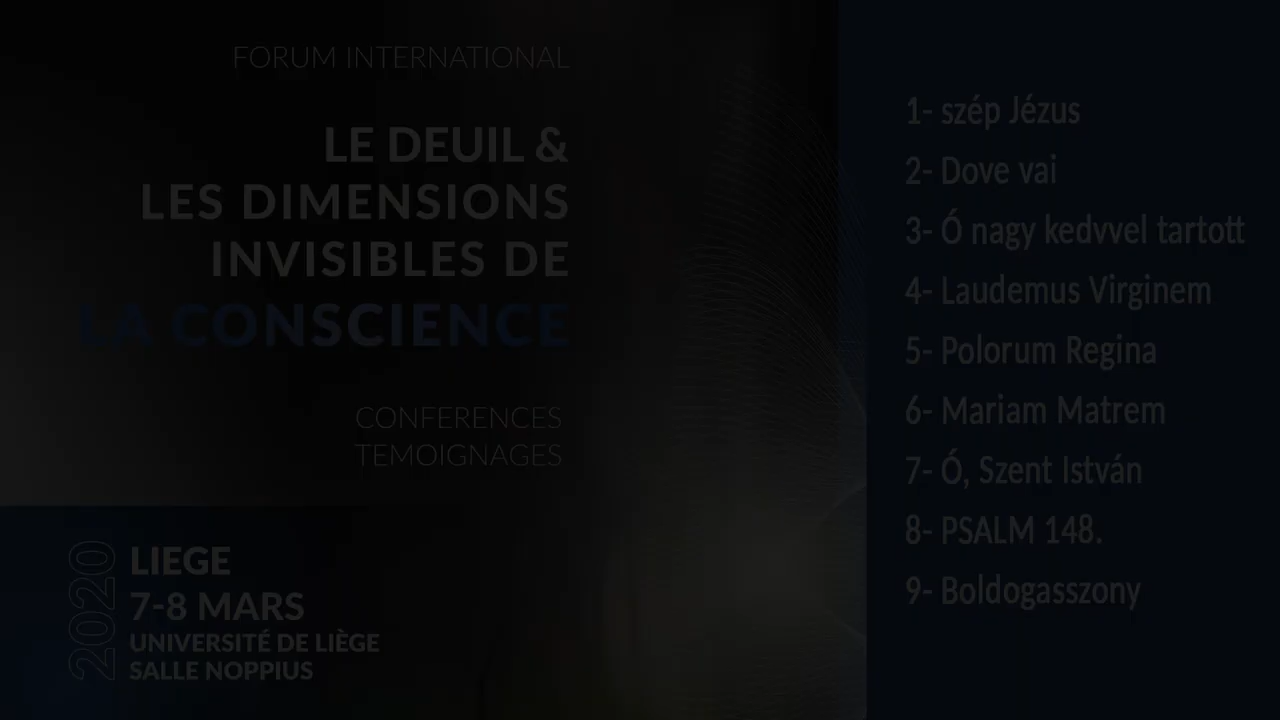 FORUM INTERNATIONAL
LE DEUIL &
LES DIMENSIONS
INVISIBLES DE
LA CONSCIENCE
CONFERENCES
TEMOIGNAGES
2020
LIEGE
7-8 MARS
UNIVERSITÉ DE LIÈGE
SALLE NOPPIUS
1- szép Jézus
2- Dove vai
3- Ó nagy kedvvel tartott
4- Laudemus Virginem
5- Polorum Regina
6- Mariam Matrem
7- Ó, Szent István
8- PSALM 148.
9- Boldogasszony